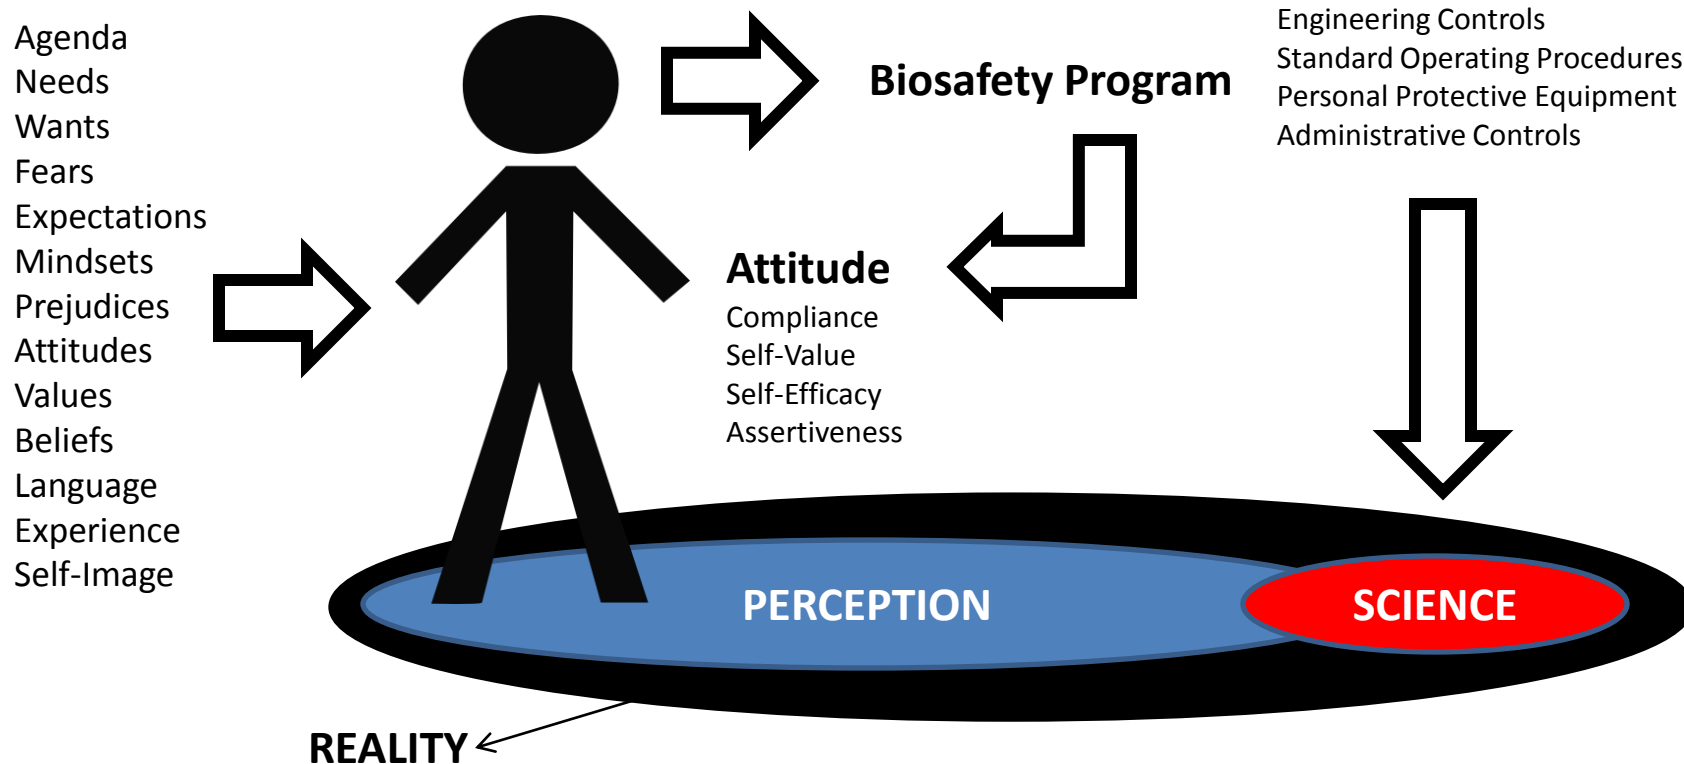 Agenda
Needs
Wants
Fears
Expectations
Mindsets
Prejudices
Attitudes
Values
Beliefs
Language
Experience
Self-Image
Biosafety Program
Engineering Controls
Standard Operating Procedures
Personal Protective Equipment
Administrative Controls
Attitude
Compliance
Self-Value
Self-Efficacy
Assertiveness
PERCEPTION
SCIENCE
REALITY